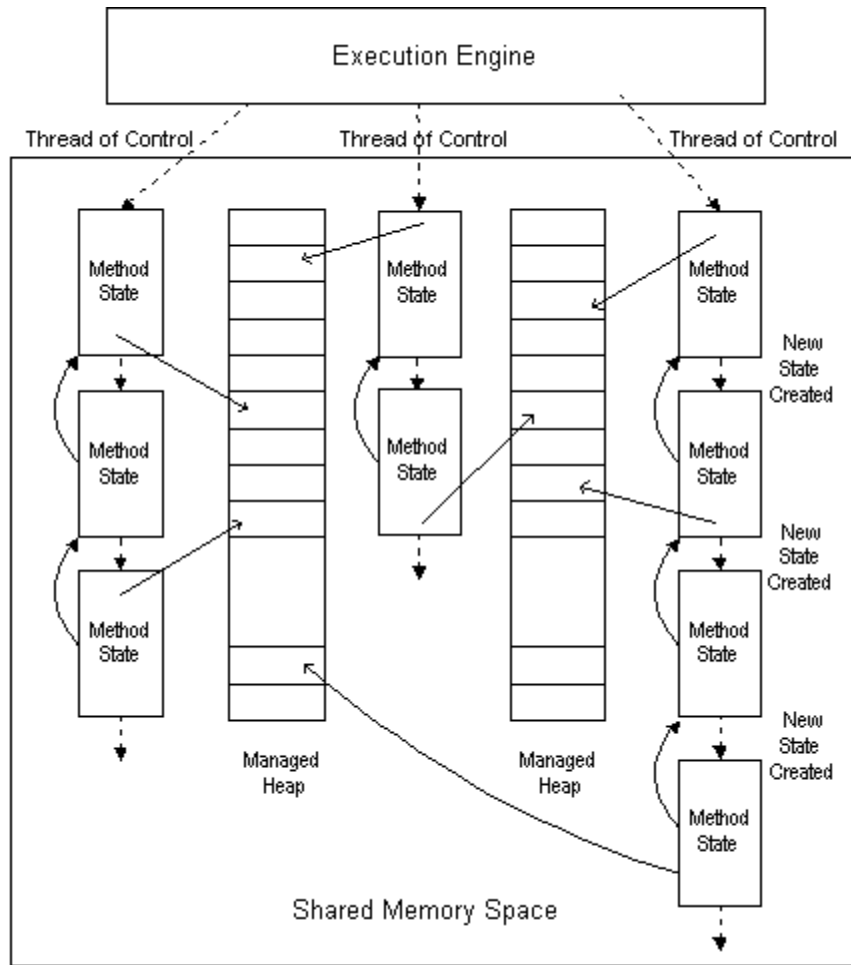 Execution Engine
Thread of Control
Thread of Control
Thread of Control
Method
State
Method
State
Method
State
New
State
Created
Method
State
Method
State
Method
State
New
State
Created
Method
State
Method
State
New
State
Created
Managed
Heap
Managed
Heap
Method
State
Shared Memory Space